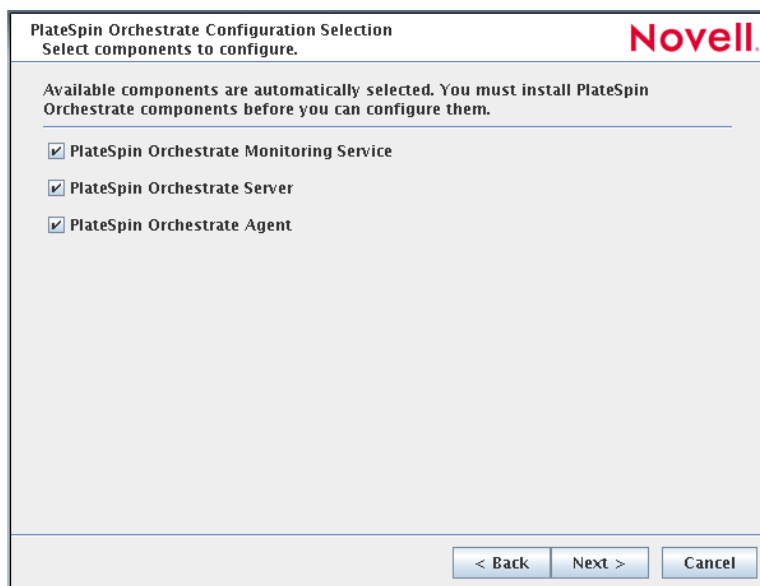 PlateSpin Orchestrate Configuration Selection
Select components to configure.
Novell.
Available components are automatically selected. You must install PlateSpin
Orchestrate components before you can configure them.
PlateSpin Orchestrate Monitoring Service
PlateSpin Orchestrate Server
PlateSpin Orchestrate Agent
< Back Next > Cancel